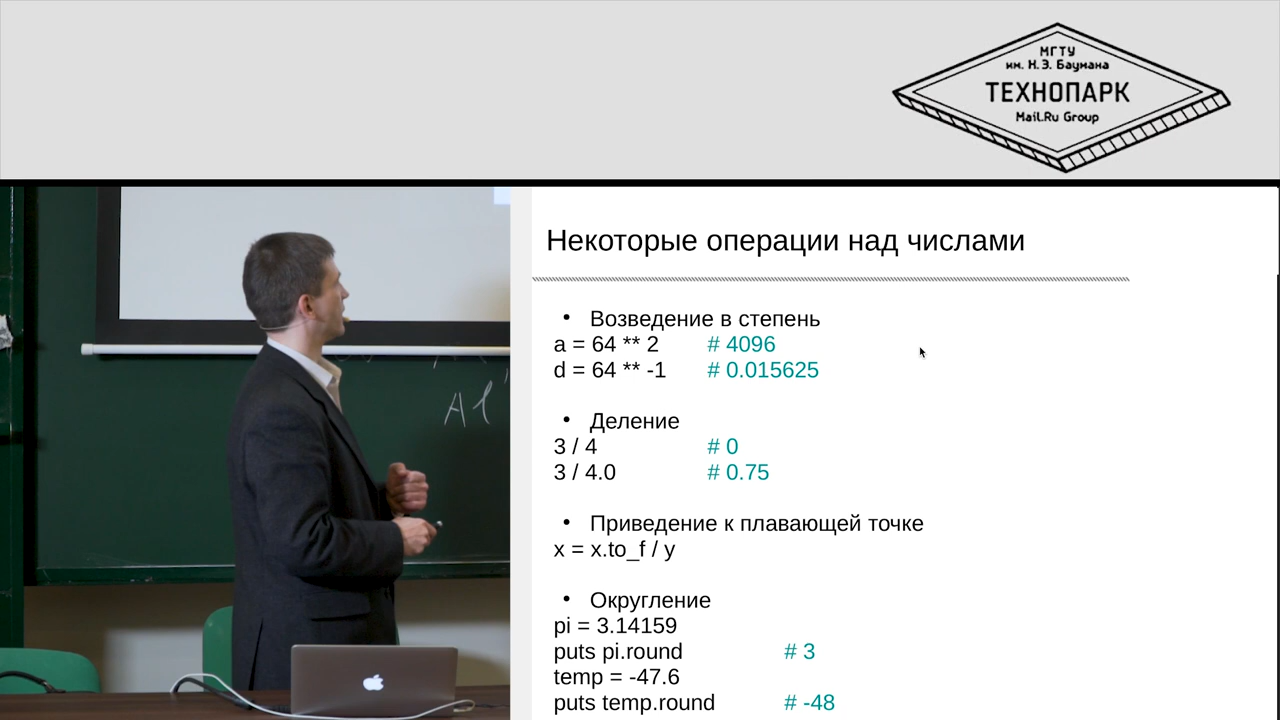 МГТУ
им. Н.Э. Баумана
ТЕХНОПАРК
Mail.Ru Group
Некоторые операции над числами
• Возведение в степень
a = 64 ** 2 # 4096
d = 64 ** -1 # 0.015625
• Деление
3 / 4 # 0
3 / 4.0 # 0.75
• Приведение к плавающей точке
x = x.to_f / y
• Округление
pi = 3.14159
puts pi.round # 3
temp = -47.6
puts temp.round # -48